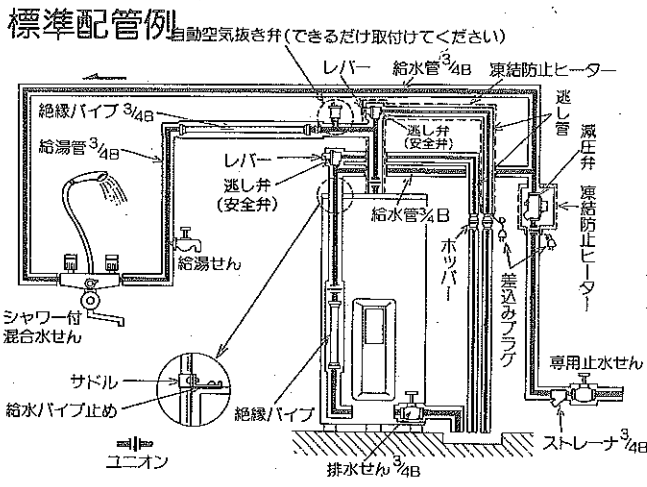 標準配管例
自動空気抜き弁(できるだけ取付けてください)
レバー
給水管3/4B
凍結防止ヒーター
絶縁パイプ3/4B
逃し弁
(安全弁)
逃し管
減圧弁
給湯管3/4B
レバー
逃し弁
(安全弁)
給水管3/4B
凍結防止ヒーター
ホッパー
給湯せん
差込みプラグ
シャワー付
混合水せん
専用止水せん
サドル
給水パイプ止め
絶縁パイプ
ストレーナ3/4B
排水せん3/4B
ユニオン